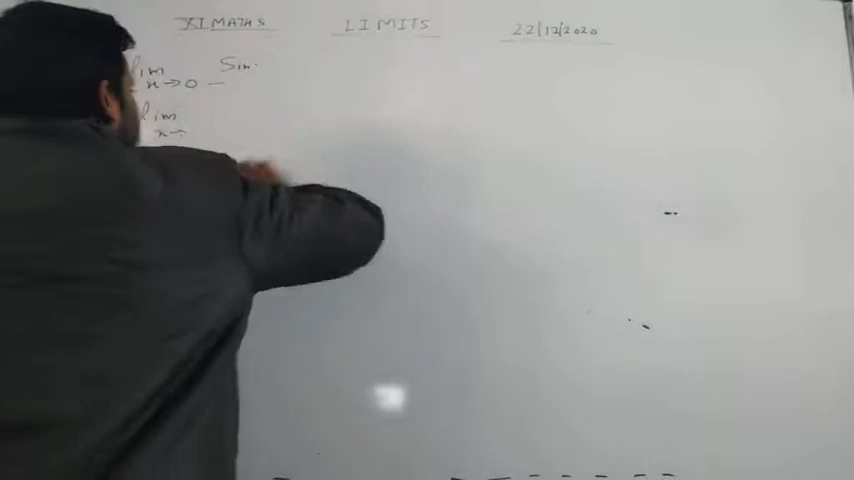 XI MATHS LIMITS 22/12/2020
lim Sin
x→0 —
lim
x→